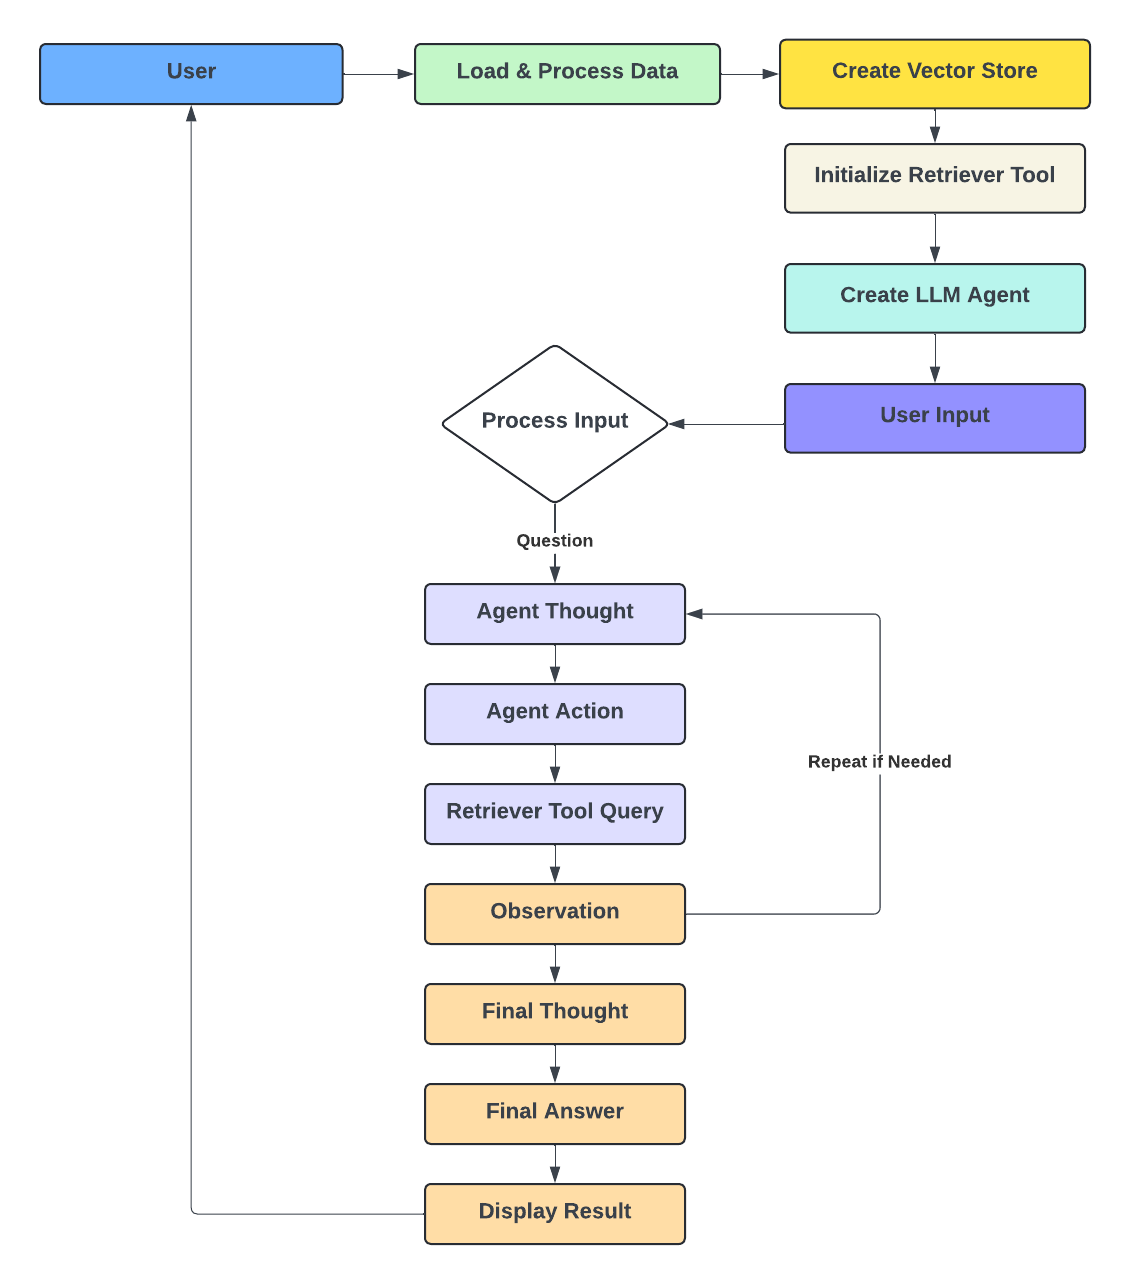 User
Load & Process Data
Create Vector Store
Initialize Retriever Tool
Create LLM Agent
User Input
Process Input
Question
Agent Thought
Agent Action
Retriever Tool Query
Repeat if Needed
Observation
Final Thought
Final Answer
Display Result